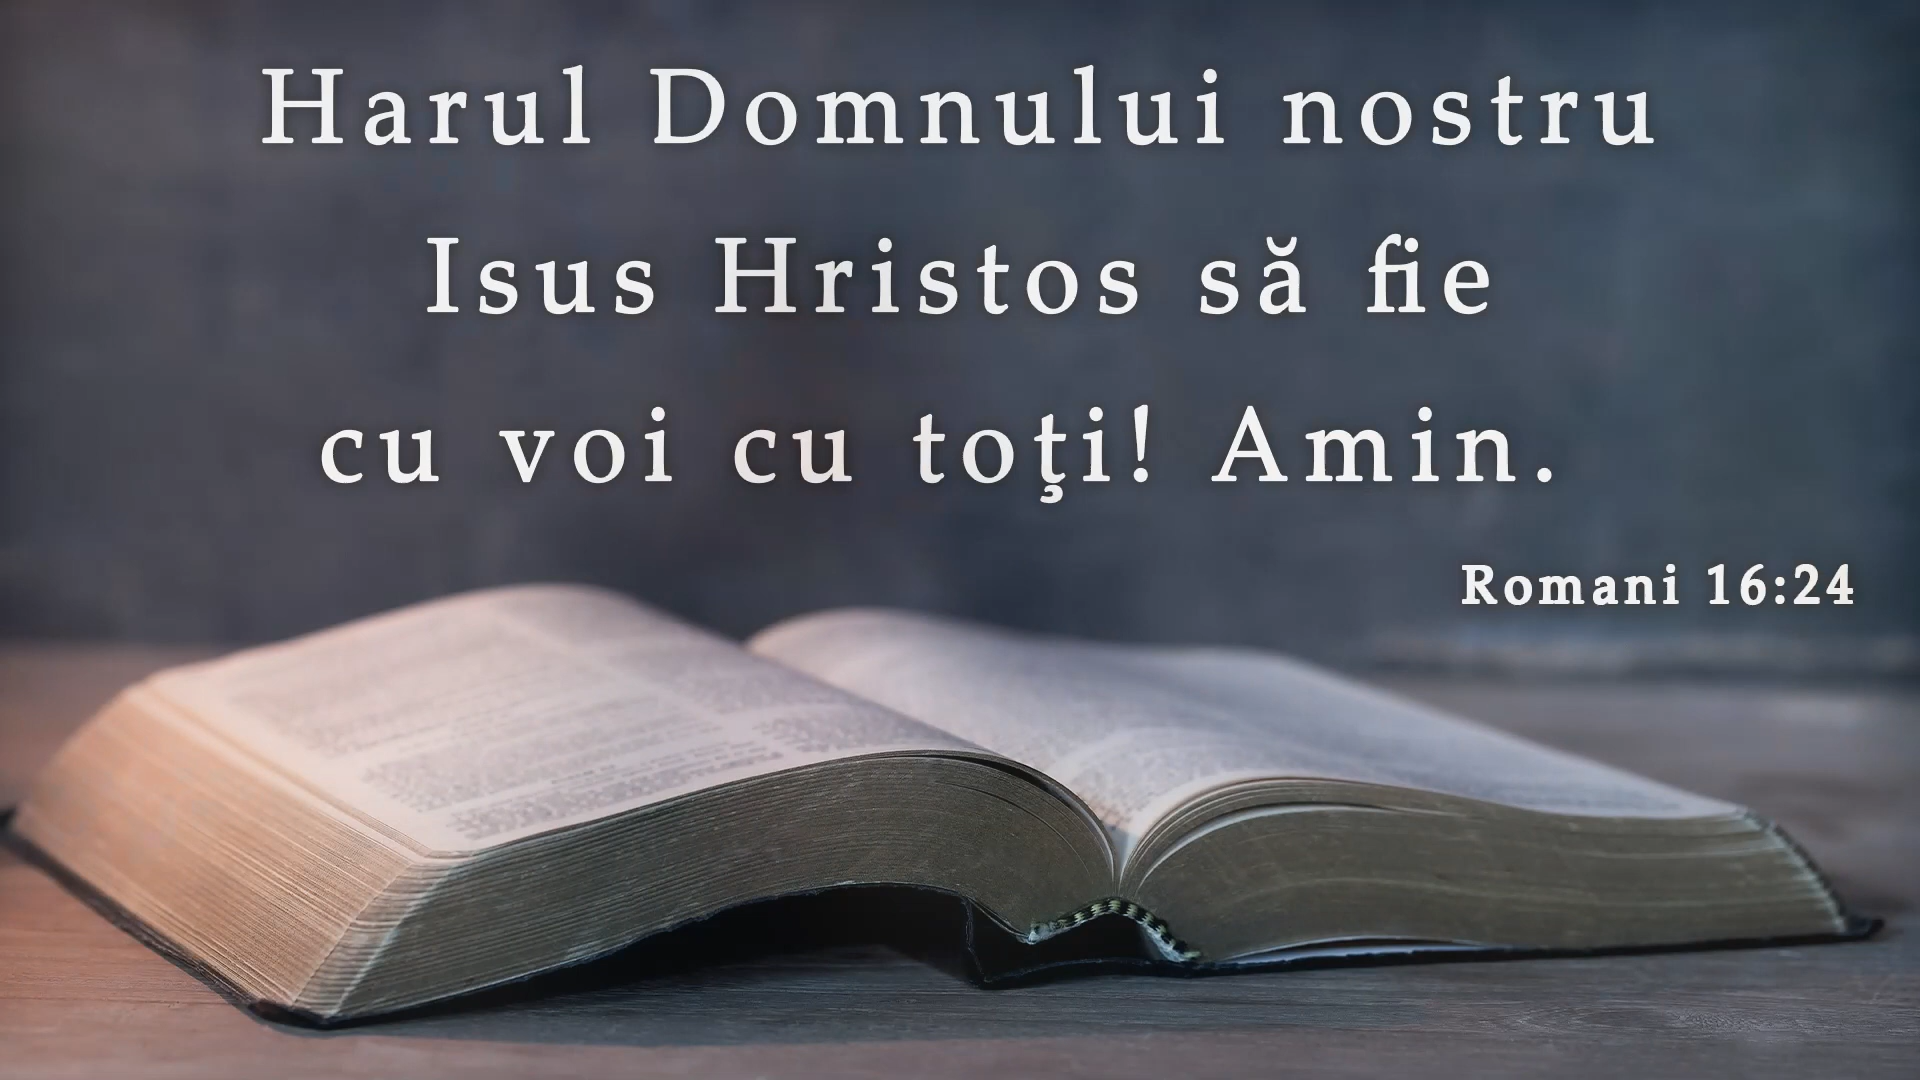 Harul Domnului nostru
Isus Hristos să fie
cu voi cu toţi! Amin.
Romani 16:24